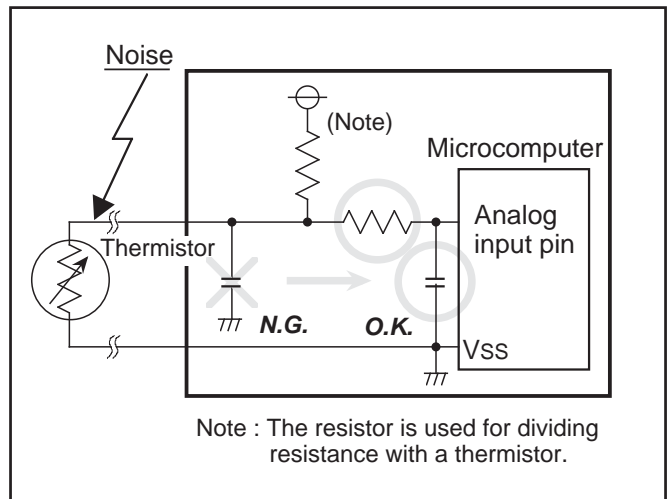 Noise
(Note)
Microcomputer
Analog
input pin
Thermistor
N.G.
O.K.
VSS
Note : The resistor is used for dividing
resistance with a thermistor.